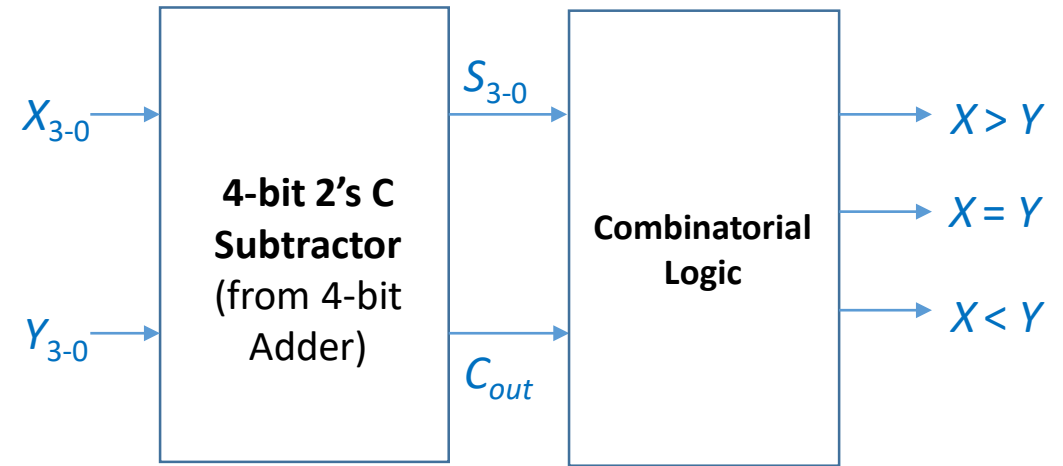 X3-0
Y3-0
4-bit 2’s C
Subtractor
(from 4-bit
Adder)
S3-0
Cout
Combinatorial
Logic
X > Y
X = Y
X < Y